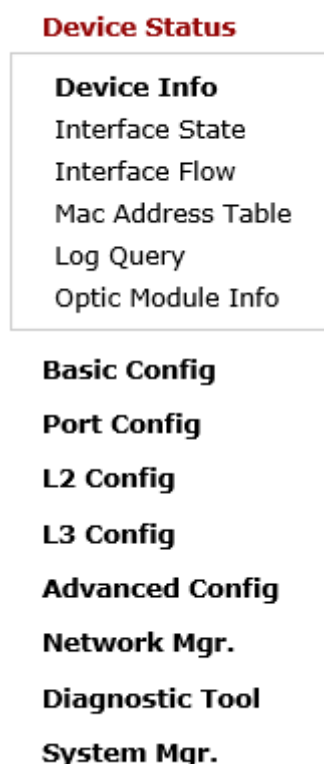 Device Status
Device Info
Interface State
Interface Flow
Mac Address Table
Log Query
Optic Module Info
Basic Config
Port Config
L2 Config
L3 Config
Advanced Config
Network Mgr.
Diagnostic Tool
System Mgr.